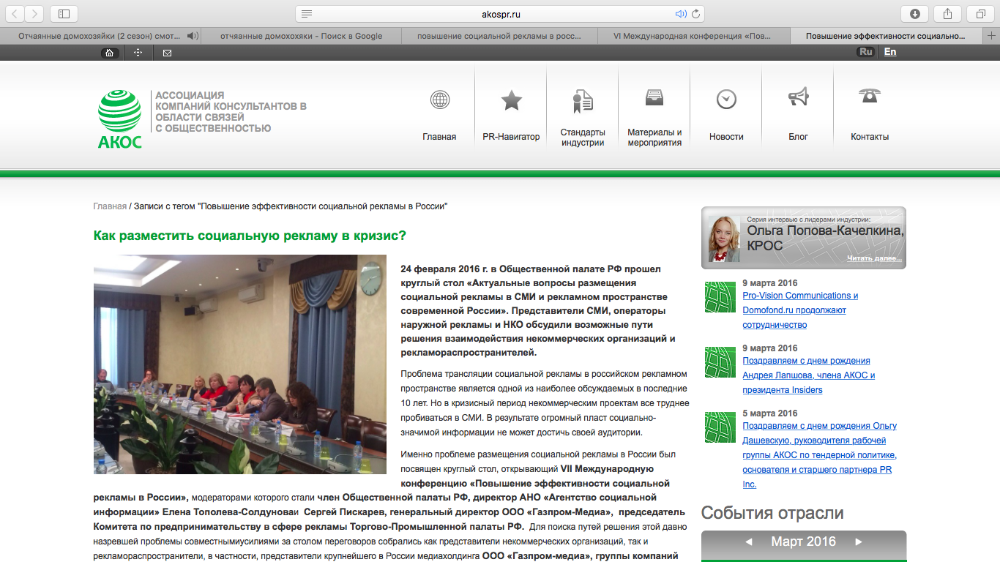 akospr.ru
Отчаянные домохозяйки (2 сезон) смот...
отчаянные домохояки - Поиск в Google
повышение социальной рекламы в росс...
VI Международная конференция «Пов...
Повышение эффективности социально...
Ru
En
АССОЦИАЦИЯ
КОМПАНИЙ КОНСУЛЬТАНТОВ В
ОБЛАСТИ СВЯЗЕЙ
С ОБЩЕСТВЕННОСТЬЮ
АКОС
Главная
PR-Навигатор
Стандарты
индустрии
Материалы и
мероприятия
Новости
Блог
Контакты
Главная / Записи с тегом "Повышение эффективности социальной рекламы в России"
Как разместить социальную рекламу в кризис?
24 февраля 2016 г. в Общественной палате РФ прошел
круглый стол «Актуальные вопросы размещения
социальной рекламы в СМИ и рекламном пространстве
современной России». Представители СМИ, операторы
наружной рекламы и НКО обсудили возможные пути
решения взаимодействия некоммерческих организаций и
рекламораспространителей.
Проблема трансляции социальной рекламы в российском рекламном
пространстве является одной из наиболее обсуждаемых в последние
10 лет. Но в кризисный период некоммерческим проектам все труднее
пробиваться в СМИ. В результате огромный пласт социально-
значимой информации не может достичь своей аудитории.
Именно проблеме размещения социальной рекламы в России был
посвящен круглый стол, открывающий VII Международную
конференцию «Повышение эффективности социальной
рекламы в России», модераторами которого стали член Общественной палаты РФ, директор АНО «Агентство социальной
информации» Елена Тополева-Солдуноваи Сергей Пискарев, генеральный директор ООО «Газпром-Медиа», председатель
Комитета по предпринимательству в сфере рекламы Торгово-Промышленной палаты РФ. Для поиска путей решения этой давно
назревшей проблемы совместнымиусилиями за столом переговоров собрались как представители некоммерческих организаций, так и
рекламораспространители, в частности, представители крупнейшего в России медиахолдинга ООО «Газпром-медиа», группы компаний
Серия интервью с лидерами индустрии:
Ольга Попова-Качелкина,
КРОС
Читать далее...
9 марта 2016
Pro-Vision Communications и
Domofond.ru продолжают
сотрудничество
9 марта 2016
Поздравляем с днем рождения
Андрея Лапшова, члена АКОС и
президента Insiders
5 марта 2016
Поздравляем с днем рождения Ольгу
Дашевскую, руководителя рабочей
группы АКОС по тендерной политике,
основателя и старшего партнера PR
Inc.
События отрасли
Март 2016